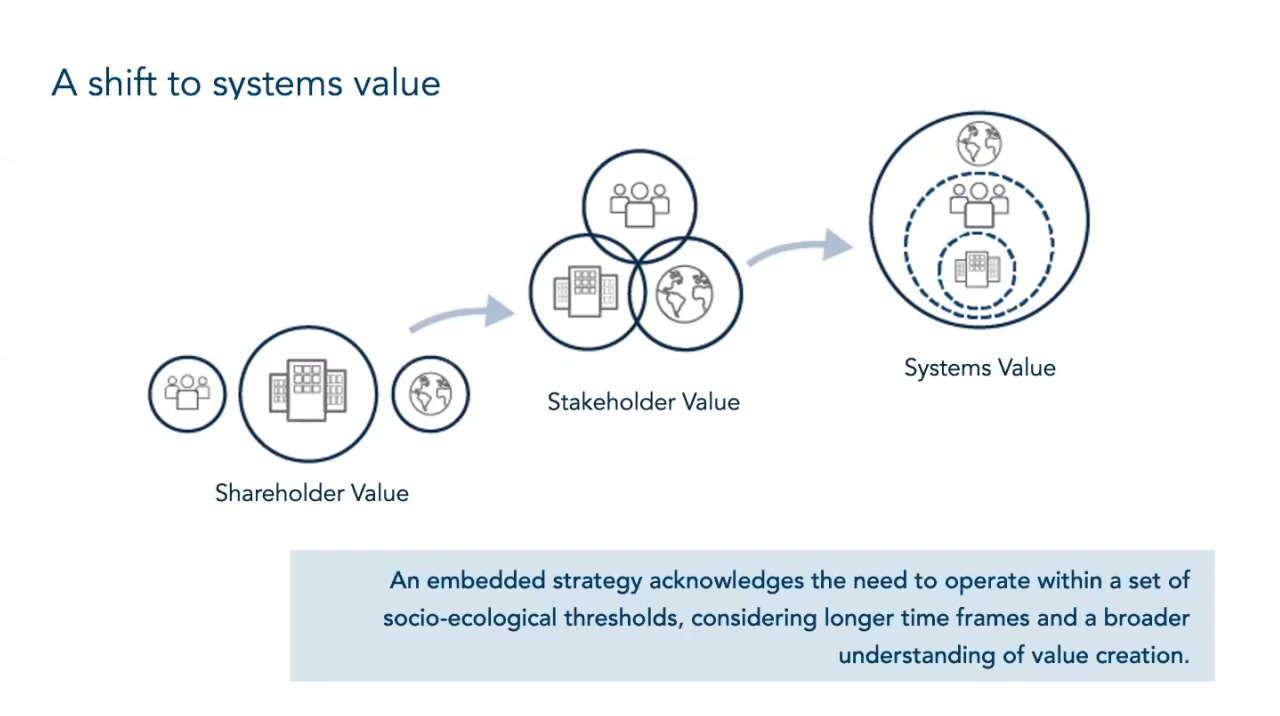 A shift to systems value
Shareholder Value
Stakeholder Value
Systems Value
An embedded strategy acknowledges the need to operate within a set of
socio-ecological thresholds, considering longer time frames and a broader
understanding of value creation.